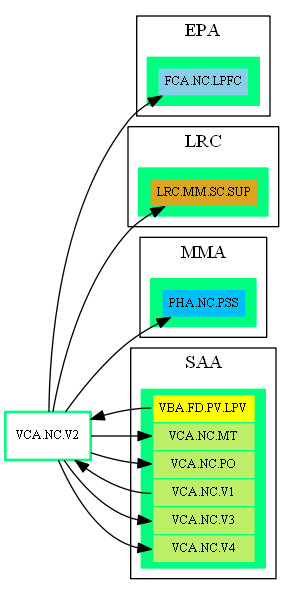 EPA
FCA.NC.LPFC
LRC
LRC.MM.SC.SUP
MMA
PHA.NC.PSS
SAA
VCA.NC.V2
VBA.FD.PV.LPV
VCA.NC.MT
VCA.NC.PO
VCA.NC.V1
VCA.NC.V3
VCA.NC.V4